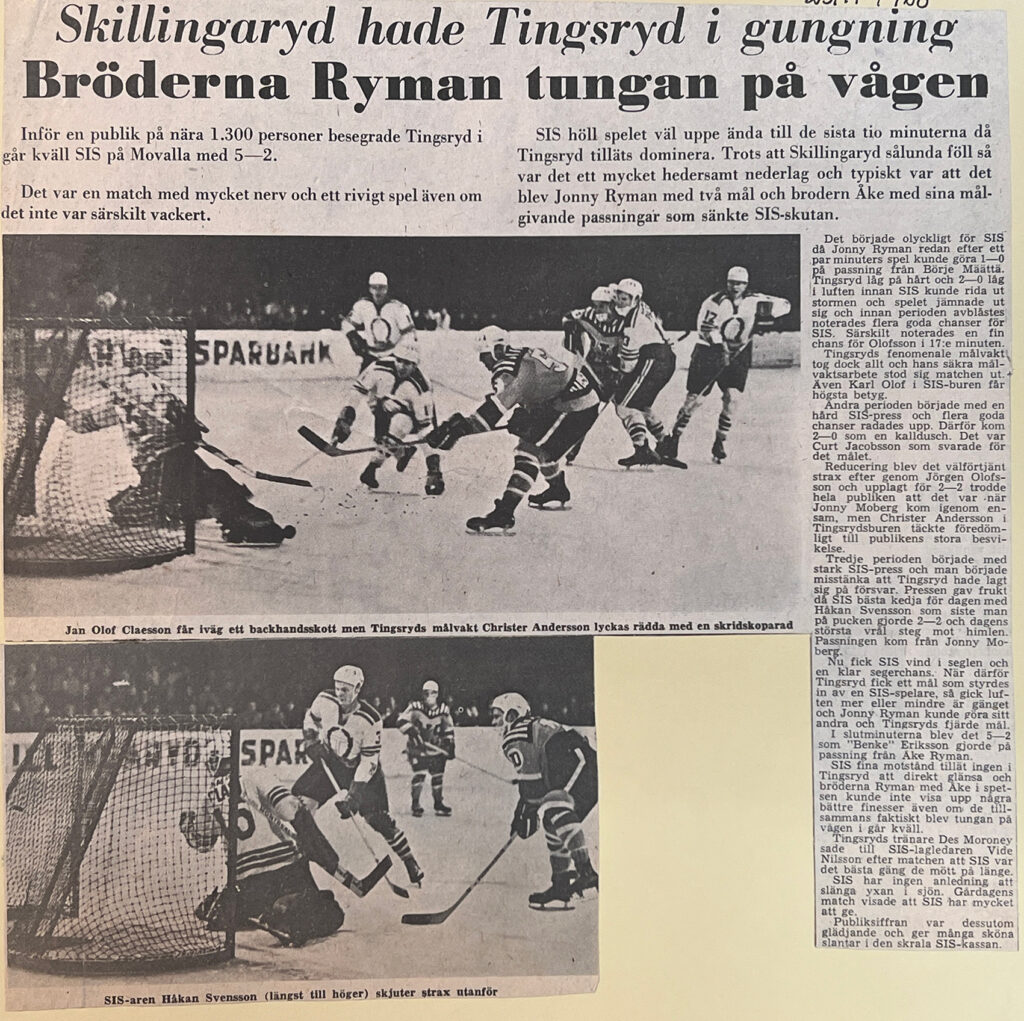 Skillingaryd hade Tingsryd i gungning
Bröderna Ryman tungan på vågen
Inför en publik på nära 1.300 personer besegrade Tingsryd i
går kväll SIS på Movalla med 5—2.
Det var en match med mycket nerv och ett rivigt spel även om
det inte var särskilt vackert.
SIS höll spelet väl uppe ända till de sista tio minuterna då
Tingsryd tilläts dominera. Trots att Skillingaryd sålunda föll så
var det ett mycket hedersamt nederlag och typiskt var att det
blev Jonny Ryman med två mål och brodern Åke med sina mål-
givande passningar som sänkte SIS-skutan.
SPARBANK
Jan Olof Claesson får iväg ett backhandsskott men Tingsryds målvakt Christer Andersson lyckas rädda med en skridskoparad
SPAR
SIS-aren Håkan Svensson (längst till höger) skjuter strax utanför
Det började olyckligt för SIS
då Jonny Ryman redan efter ett
par minuters spel kunde göra 1—0
på passning från Börje Määttä.
Tingsryd låg på hårt och 2—0 låg
i luften innan SIS kunde rida ut
stormen och spelet jämnade ut
sig och innan perioden avblåstes
noterades flera goda chanser för
SIS. Särskilt noterades en fin
chans för Olofsson i 17:e minuten.
Tingsryds fenomenale målvakt
tog dock allt och hans säkra mål-
vaktsarbete stod sig matchen ut.
Även Karl Olof i SIS-buren får
högsta betyg.
Andra perioden började med en
hård SIS-press och flera goda
chanser radades upp. Därför kom
2—0 som en kalldusch. Det var
Curt Jacobsson som svarade för
det målet.
Reducering blev det välförtjänt
strax efter genom Jörgen Olofs-
son och upplagt för 2—2 trodde
hela publiken att det var när
Jonny Moberg kom igenom en-
sam, men Christer Andersson i
Tingsrydsburen täckte föredöm-
ligt till publikens stora besvi-
kelse.
Tredje perioden började med
stark SIS-press och man började
misstänka att Tingsryd hade lagt
sig på försvar. Pressen gav frukt
då SIS bästa kedja för dagen med
Håkan Svensson som siste man
på pucken gjorde 2—2 och dagens
största vrål steg mot himlen.
Passningen kom från Jonny Mo-
berg.
Nu fick SIS vind i seglen och
en klar segerchans. När därför
Tingsryd fick ett mål som styrdes
in av en SIS-spelare, så gick luf-
ten mer eller mindre är gänget
och Jonny Ryman kunde göra sitt
andra och Tingsryds fjärde mål.
I slutminuterna blev det 5—2
som "Benke" Eriksson gjorde på
passning från Åke Ryman.
SIS fina motstånd tillät ingen i
Tingsryd att direkt glänsa och
bröderna Ryman med Åke i spet-
sen kunde inte visa upp några
bättre finesser även om de till-
sammans faktiskt blev tungan på
vågen i går kväll.
Tingsryds tränare Des Moroney
sade till SIS-lagledaren Vide
Nilsson efter matchen att SIS var
det bästa gäng de mött på länge.
SIS har ingen anledning att
slänga yxan i sjön. Gårdagens
match visade att SIS har mycket
att ge.
Publiksiffran var dessutom
glädjande och ger många sköna
slantar i den skrala SIS-kassan.